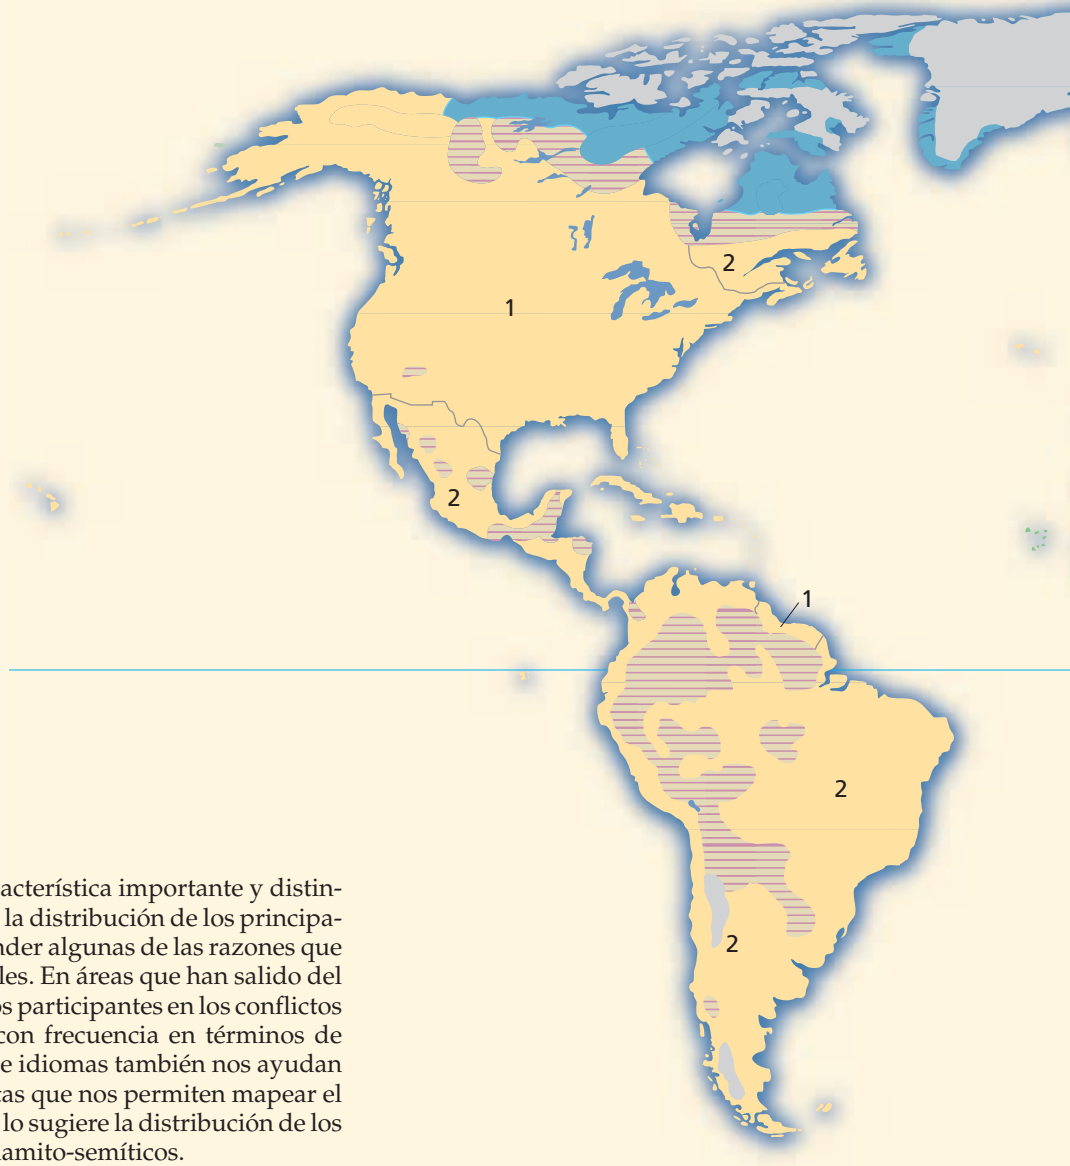 2
1
2
1
2
2
acterística importante y distin-
la distribución de los principa-
nder algunas de las razones que
les. En áreas que han salido del
os participantes en los conflictos
con frecuencia en términos de
e idiomas también nos ayudan
cas que nos permiten mapear el
lo sugiere la distribución de los
namito-semíticos.